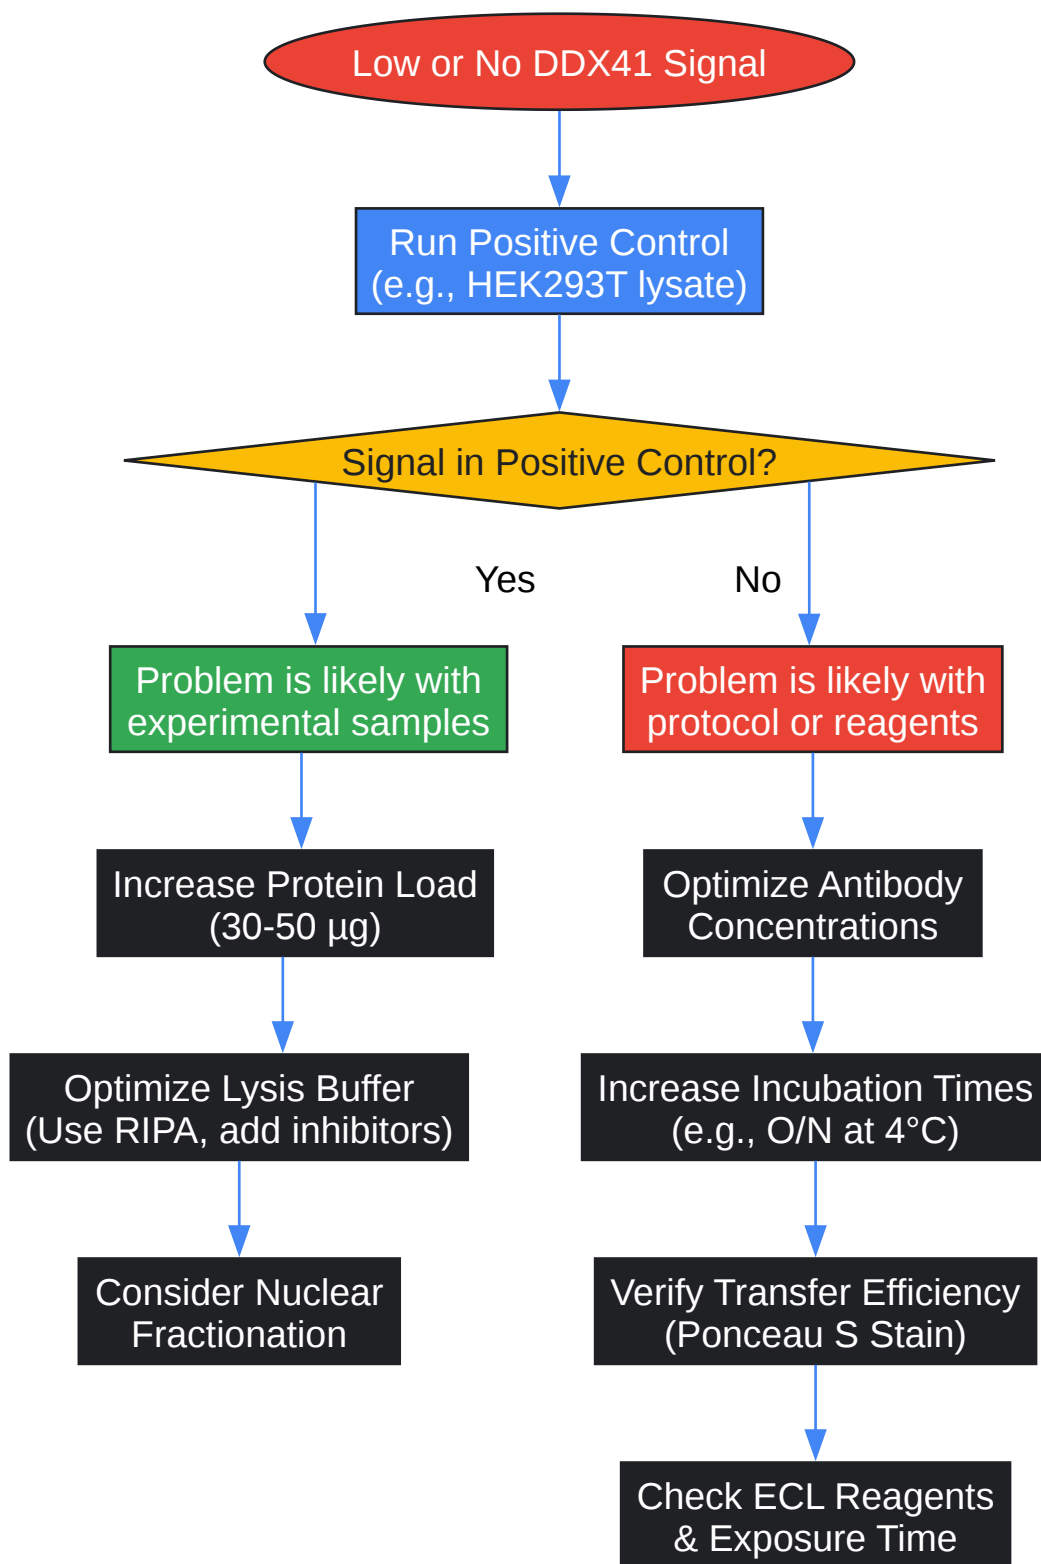 Low or No DDX41 Signal
Run Positive Control
(e.g., HEK293T lysate)
Signal in Positive Control?
Yes
No
Problem is likely with
experimental samples
Problem is likely with
protocol or reagents
Increase Protein Load
(30-50 µg)
Optimize Antibody
Concentrations
Optimize Lysis Buffer
(Use RIPA, add inhibitors)
Increase Incubation Times
(e.g., O/N at 4°C)
Consider Nuclear
Fractionation
Verify Transfer Efficiency
(Ponceau S Stain)
Check ECL Reagents
& Exposure Time